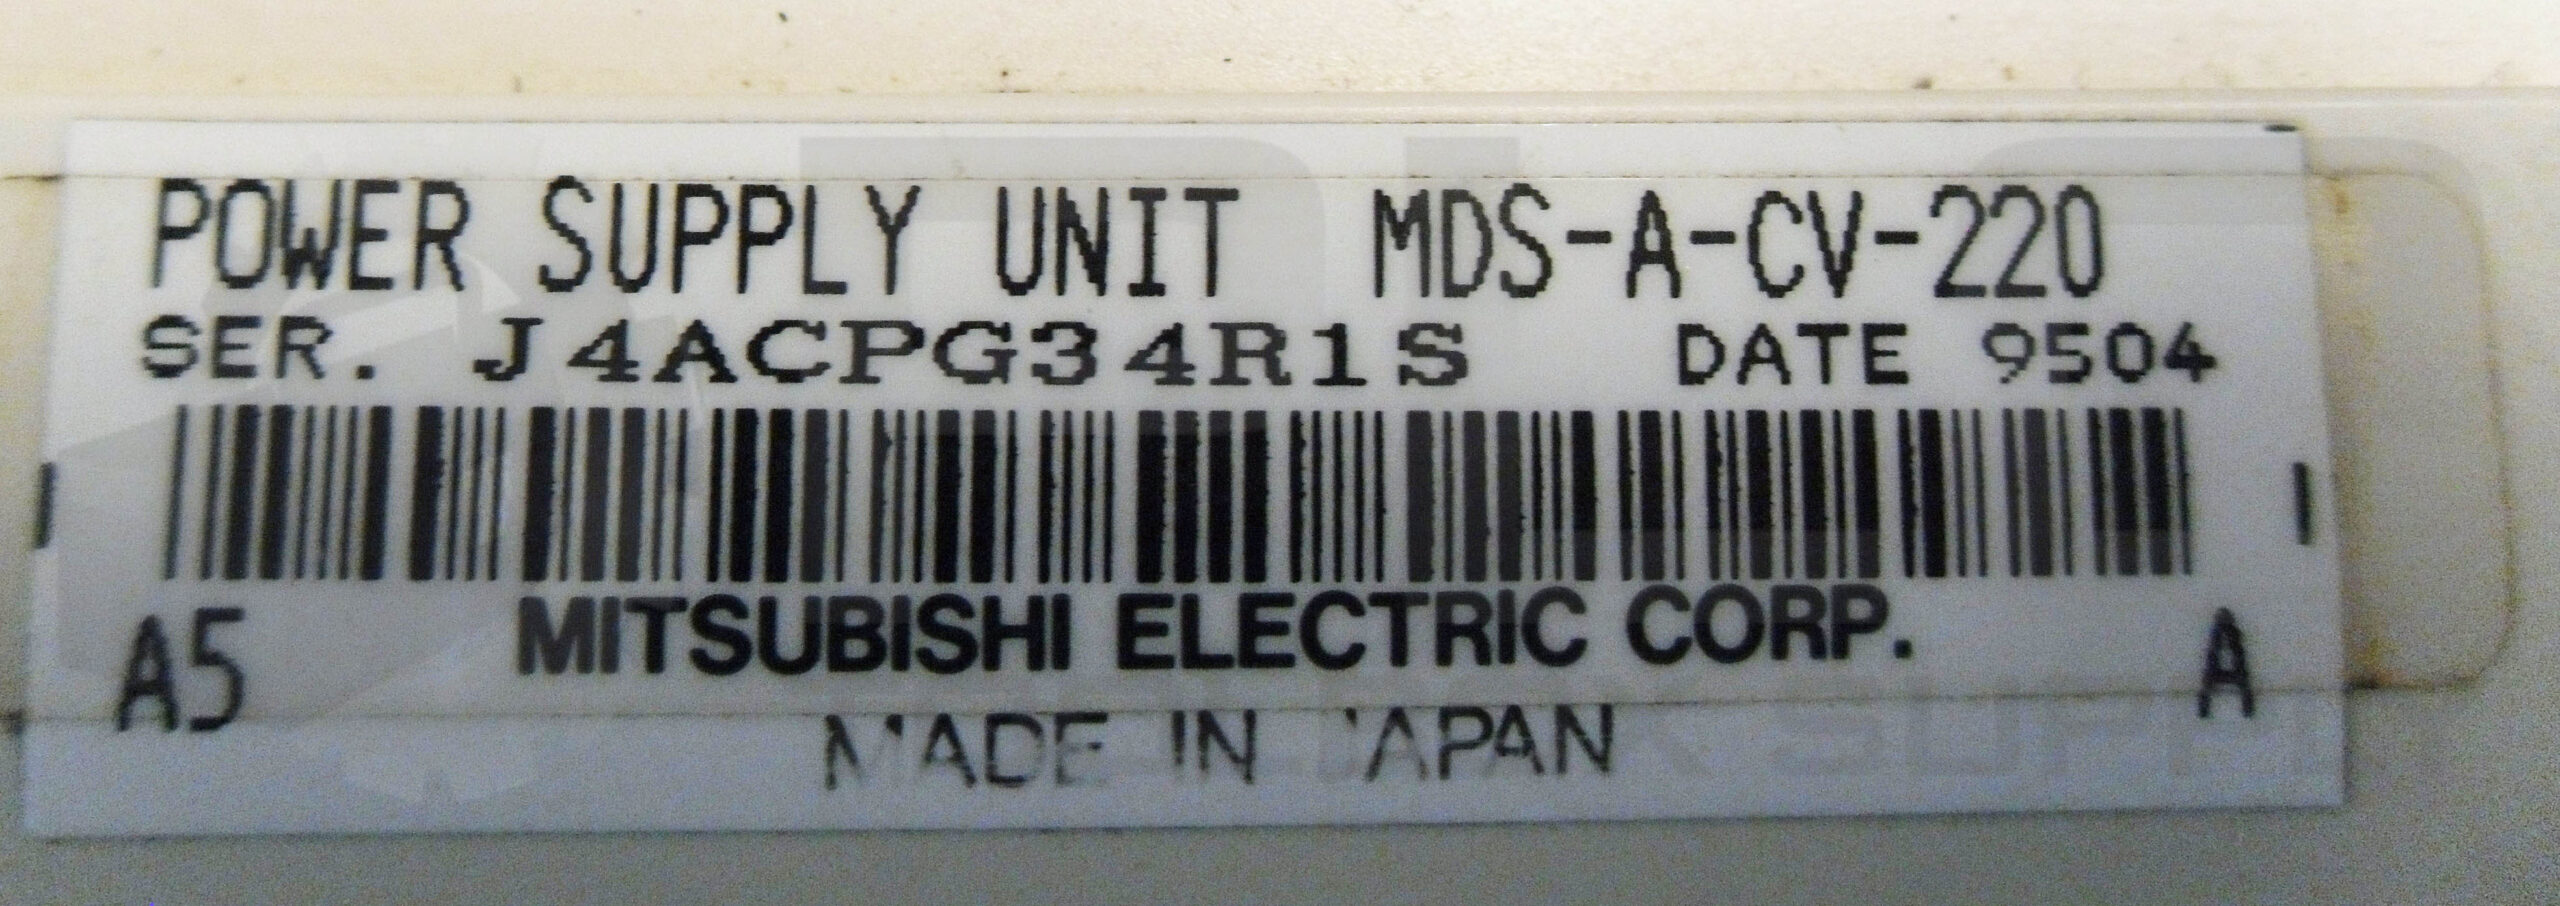 POWER SUPPLY UNIT MDS-A-CV-220
SER. J4ACPG34R1S DATE 9504
A5 MITSUBISHI ELECTRIC CORP. A
MADE IN JAPAN